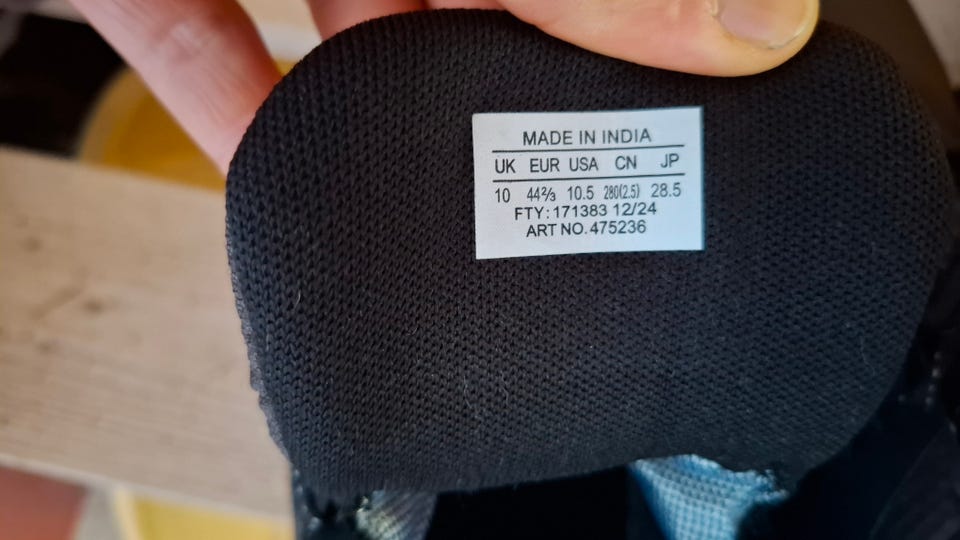 MADE IN INDIA
UK EUR USA CN JP
10 44⅔ 10.5 280(2.5) 28.5
FTY: 171383 12/24
ART NO. 475236